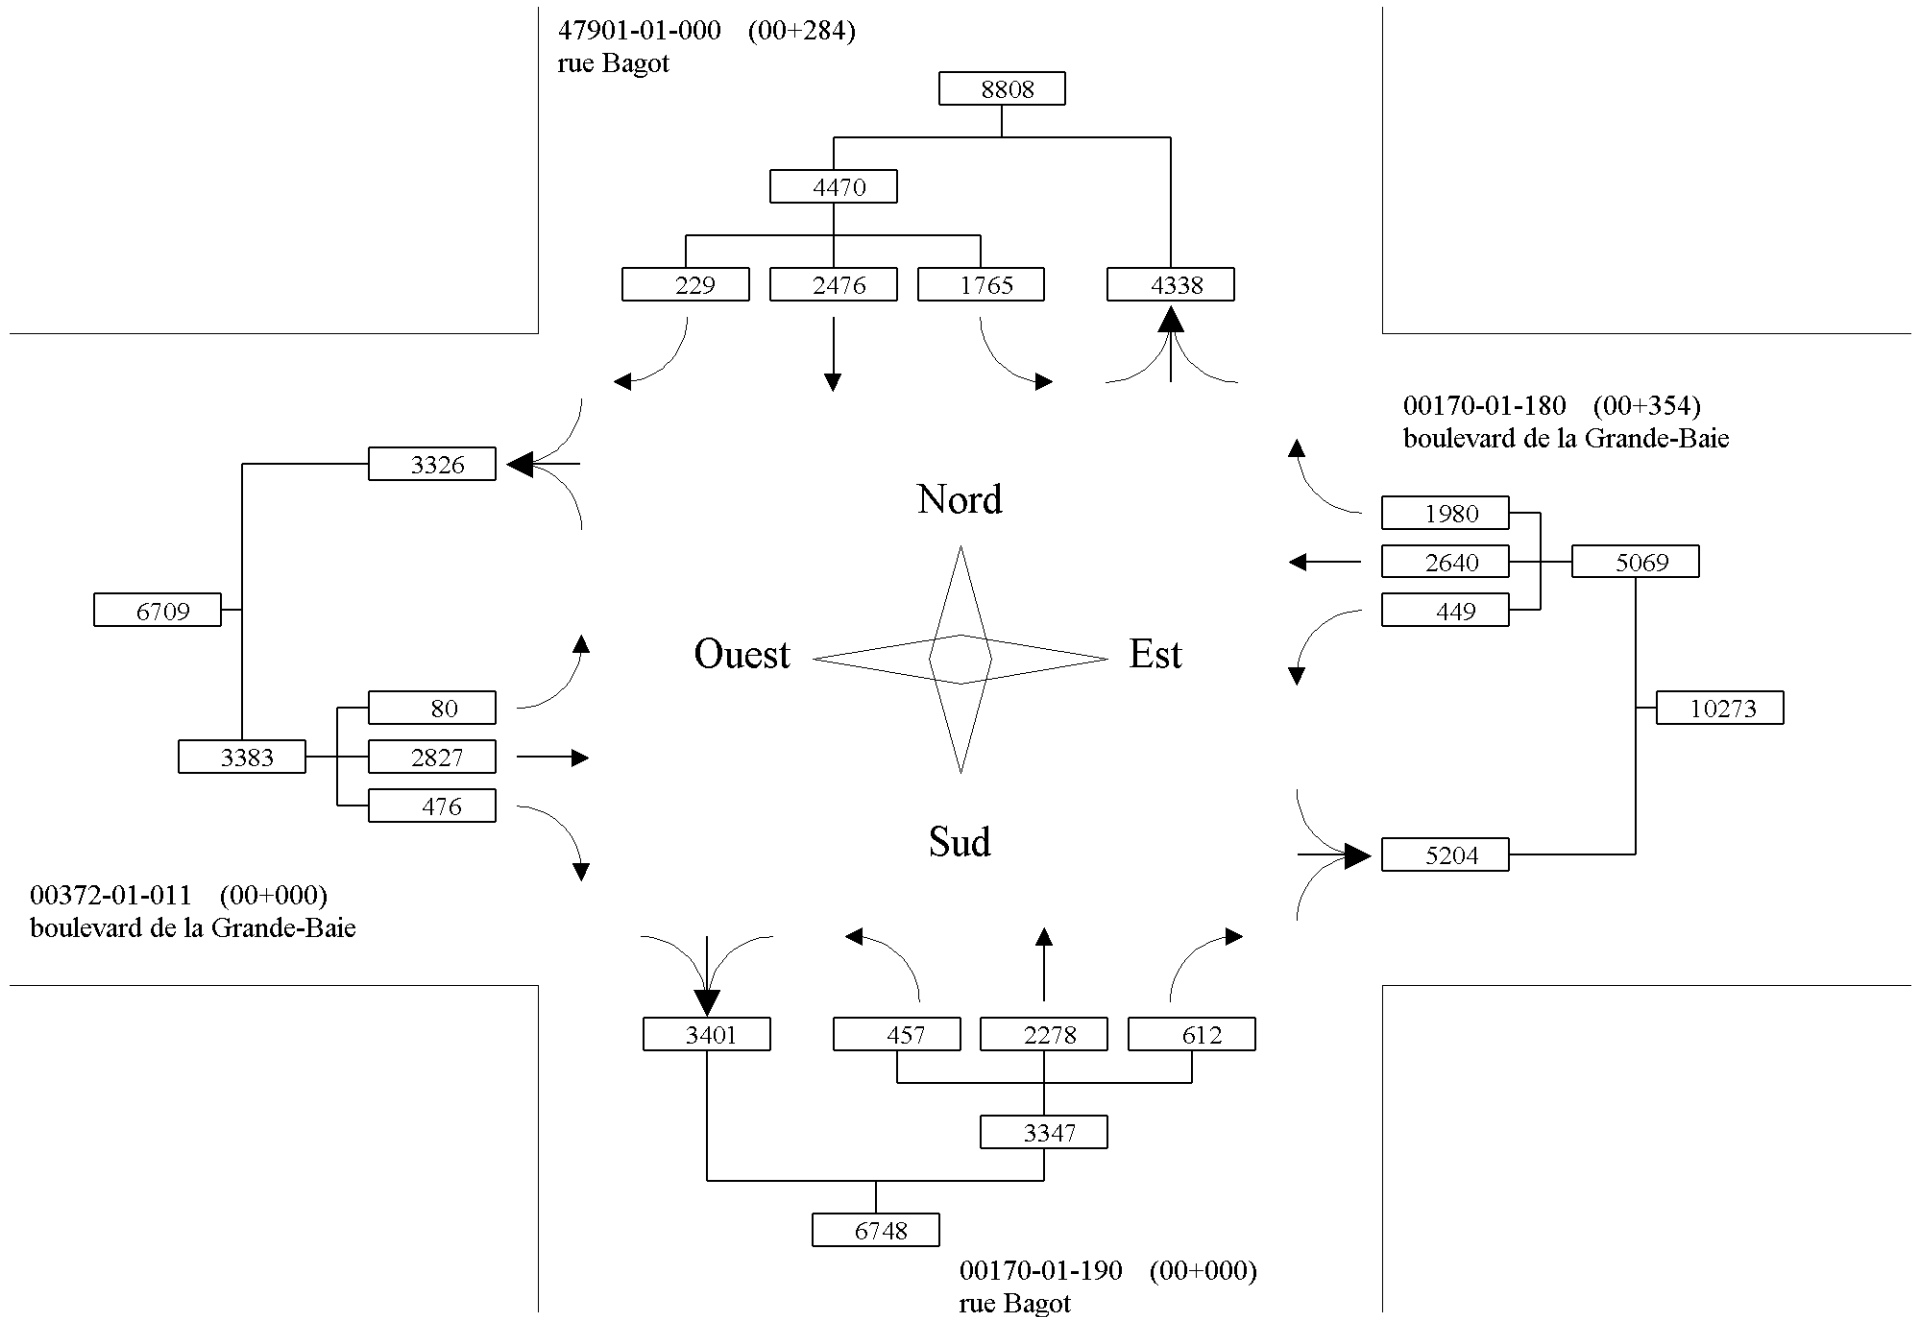 47901-01-000 (00+284)
rue Bagot
8808
4470
229 2476 1765 4338
00170-01-180 (00+354)
boulevard de la Grande-Baie
3326
Nord
1980
2640 5069
449
6709
Ouest Est
80
10273
3383 2827
476
Sud
5204
00372-01-011 (00+000)
boulevard de la Grande-Baie
3401 457 2278 612
3347
6748
00170-01-190 (00+000)
rue Bagot